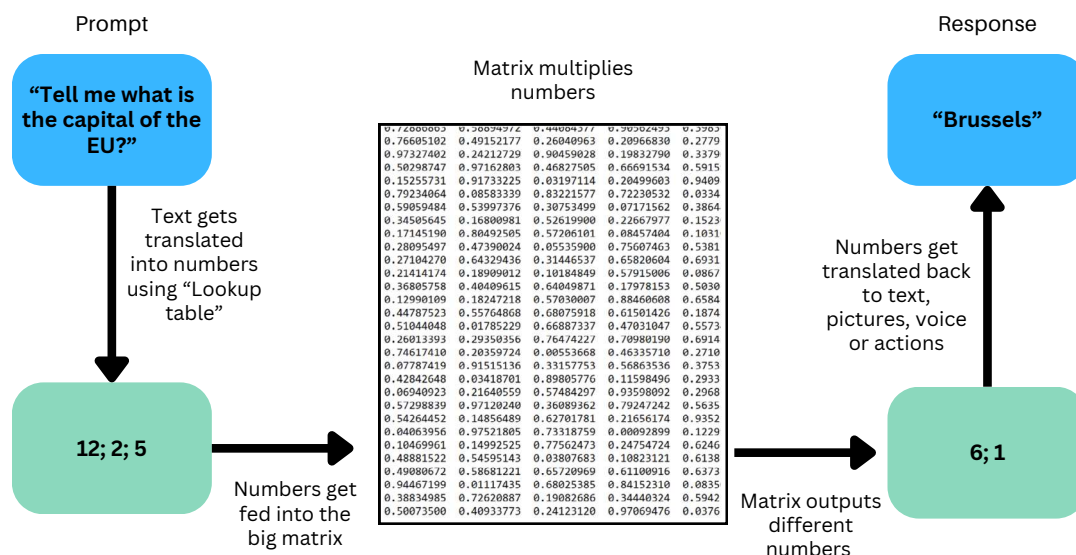 Prompt
Response
“Tell me what is
the capital of the
EU?”
Matrix multiplies
numbers
“Brussels”
0.72886863 0.58894972 0.44084377 0.90562493 0.3983
0.76605102 0.49152177 0.26040963 0.20966830 0.2779
0.97327402 0.24212729 0.90459028 0.19832790 0.3379
0.50298747 0.97162803 0.46827505 0.66691534 0.5915
0.15255731 0.91733225 0.03197114 0.20499603 0.9409
0.79234064 0.08583339 0.83221577 0.72230532 0.0334
0.59059484 0.53997376 0.30753499 0.07171562 0.3864
0.34505645 0.16800981 0.52619900 0.22667977 0.1523
0.17145190 0.80492505 0.57206101 0.08457404 0.1031
0.28095497 0.47390024 0.05535900 0.75607463 0.5381
0.27104270 0.64329436 0.31446537 0.65820604 0.6931
0.21414174 0.18909012 0.10184849 0.57915006 0.0867
0.36805758 0.40409615 0.64049871 0.17978153 0.5030
0.12990109 0.18247218 0.57030007 0.88460608 0.6584
0.44787523 0.55764868 0.68075918 0.61501426 0.1874
0.51044048 0.01785229 0.66887337 0.47031047 0.5573
0.26013393 0.29350356 0.76474227 0.70980190 0.6914
0.74617410 0.20359724 0.00553668 0.46335710 0.2710
0.07787419 0.91515136 0.33157753 0.56863536 0.3753
0.42842648 0.03418701 0.89805776 0.11598496 0.2933
0.06940923 0.21640559 0.57484297 0.93598092 0.2968
0.57298839 0.97120240 0.36089362 0.79247242 0.5635
0.54264452 0.14856489 0.62701781 0.21656174 0.9352
0.04063956 0.97521805 0.73318759 0.00092899 0.1229
0.10469961 0.14992525 0.77562473 0.24754724 0.6246
0.48881522 0.54595143 0.03807683 0.10823121 0.6138
0.49080672 0.58681221 0.65720969 0.61100916 0.6373
0.94467199 0.01117435 0.68025385 0.84152310 0.0835
0.38834985 0.72620887 0.19082686 0.34440324 0.5942
0.50073500 0.40933773 0.24123120 0.97069476 0.0376
Text gets
translated
into numbers
using “Lookup
table”
Numbers get
translated back
to text,
pictures, voice
or actions
12; 2; 5
6; 1
Numbers get
fed into the
big matrix
Matrix outputs
different
numbers